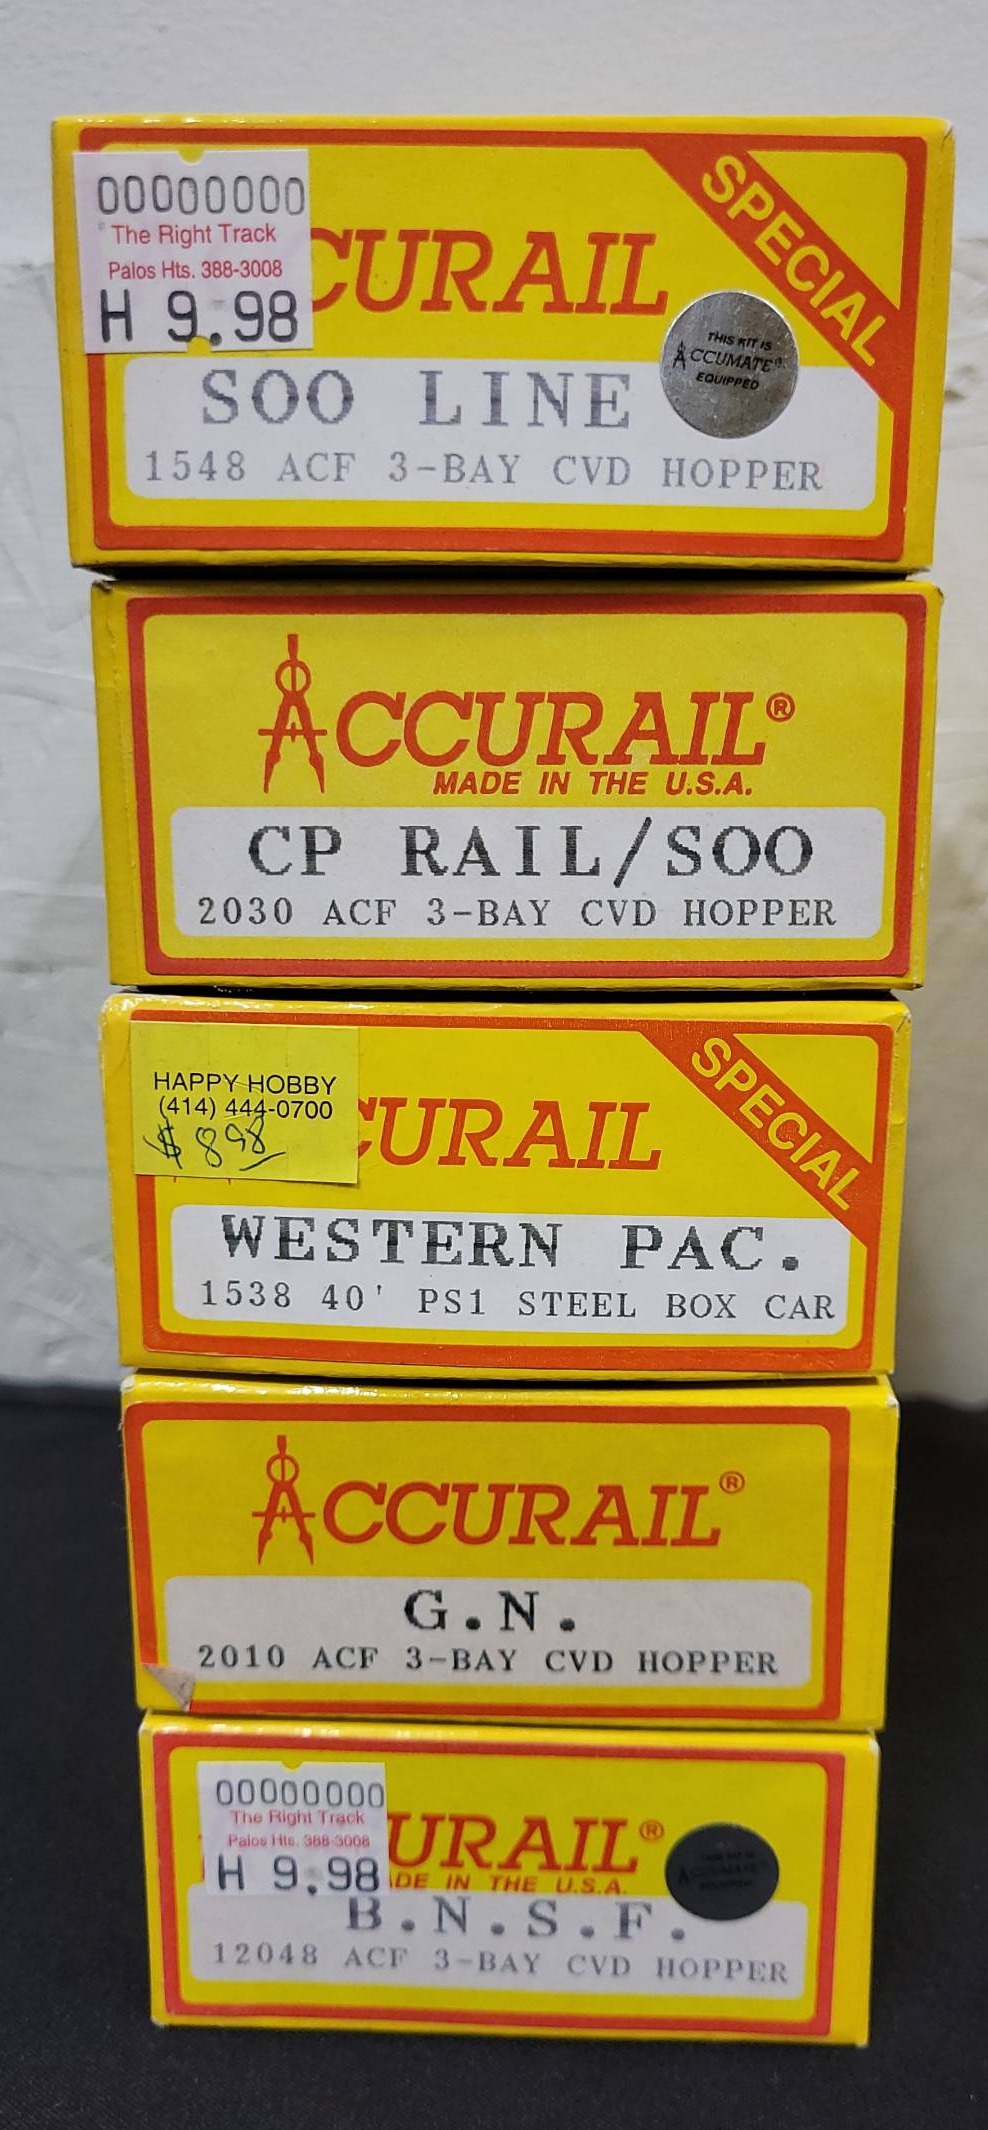 00000000
The Right Track
Palos Hts. 388-3008
H 9.98
CURAIL
SPECIAL
THIS KIT IS
ACCUMATE®
EQUIPPED
SOO LINE
1548 ACF 3-BAY CVD HOPPER
ACCURAIL®
MADE IN THE U.S.A.
CP RAIL/SOO
2030 ACF 3-BAY CVD HOPPER
HAPPY HOBBY
(414) 444-0700
$ 8.98
CURAIL
SPECIAL
WESTERN PAC.
1538 40' PS1 STEEL BOX CAR
ACCURAIL®
G.N.
2010 ACF 3-BAY CVD HOPPER
00000000
The Right Track
Palos Hts. 388-3008
H 9.98
URAIL®
DE IN THE U.S.A.
ACCUMATE
EQUIPPED
B.N.S.F.
12048 ACF 3-BAY CVD HOPPER